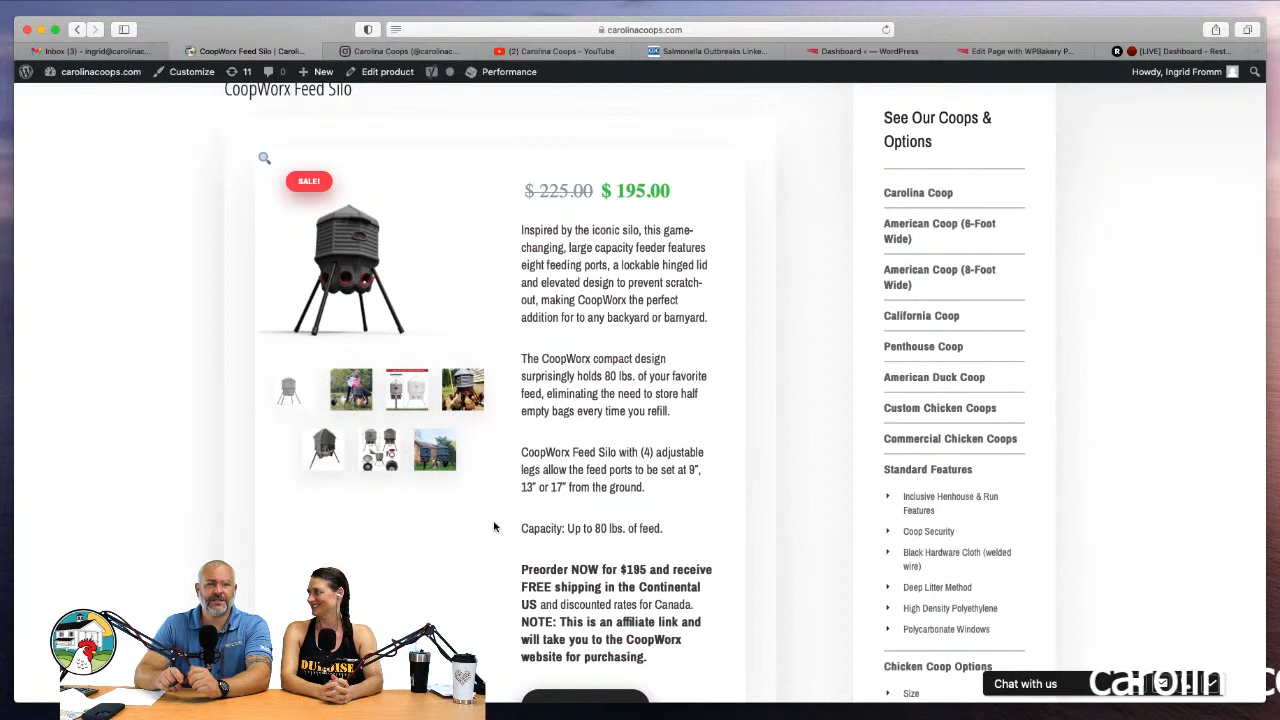 carolinacoops.com
Inbox (3) - ingrid@carolinac...
CoopWorx Feed Silo | Caroli...
Carolina Coops (@carolinac...
(2) Carolina Coops - YouTube
Salmonella Outbreaks Linke...
Dashboard ‹ — WordPress
Edit Page with WPBakery P...
[LIVE] Dashboard - Rest...
carolinacoops.com
Customize
11
0
+ New
Edit product
Performance
Howdy, Ingrid Fromm
CoopWorx Feed Silo
SALE!
$ 225.00 $ 195.00
Inspired by the iconic silo, this game-
changing, large capacity feeder features
eight feeding ports, a lockable hinged lid
and elevated design to prevent scratch-
out, making CoopWorx the perfect
addition for to any backyard or barnyard.
The CoopWorx compact design
surprisingly holds 80 lbs. of your favorite
feed, eliminating the need to store half
empty bags every time you refill.
CoopWorx Feed Silo with (4) adjustable
legs allow the feed ports to be set at 9″,
13″ or 17″ from the ground.
Capacity: Up to 80 lbs. of feed.
Preorder NOW for $195 and receive
FREE shipping in the Continental
US and discounted rates for Canada.
NOTE: This is an affiliate link and
will take you to the CoopWorx
website for purchasing.
See Our Coops &
Options
Carolina Coop
American Coop (6-Foot
Wide)
American Coop (8-Foot
Wide)
California Coop
Penthouse Coop
American Duck Coop
Custom Chicken Coops
Commercial Chicken Coops
Standard Features
Inclusive Henhouse & Run
Features
Coop Security
Black Hardware Cloth (welded
wire)
Deep Litter Method
High Density Polyethylene
Polycarbonate Windows
Chicken Coop Options
Size
Chat with us